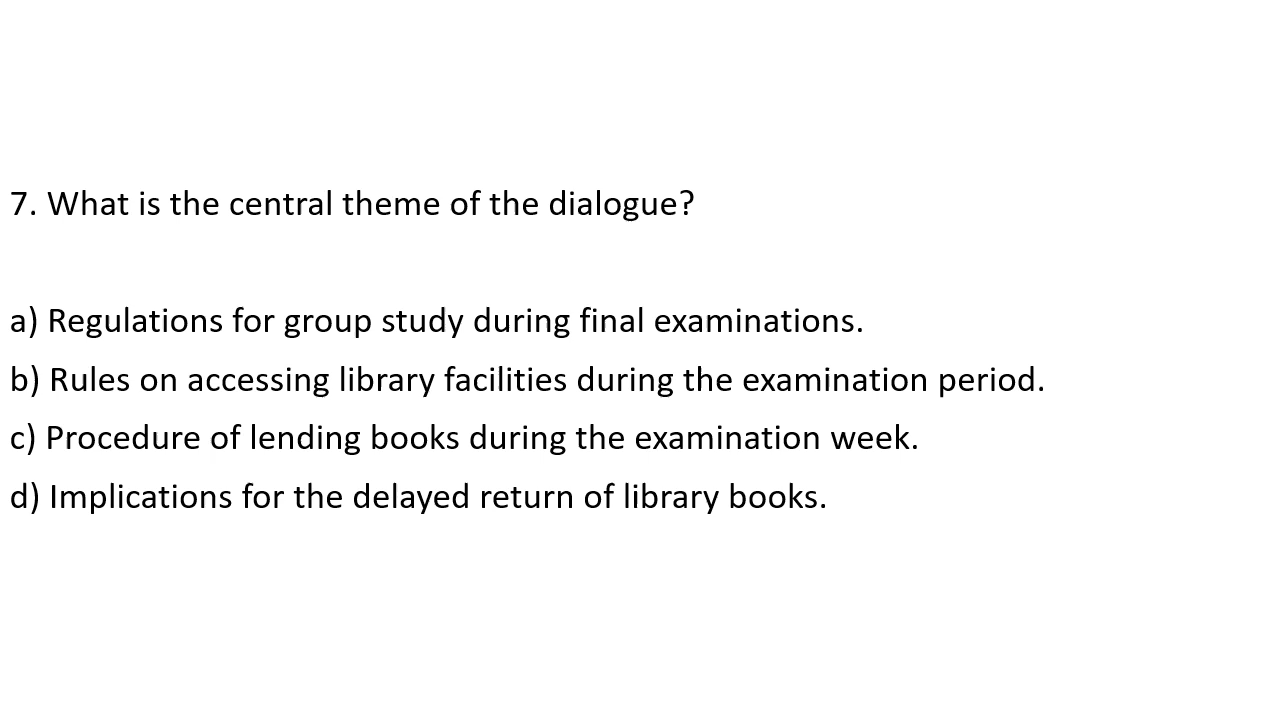 7. What is the central theme of the dialogue?
a) Regulations for group study during final examinations.
b) Rules on accessing library facilities during the examination period.
c) Procedure of lending books during the examination week.
d) Implications for the delayed return of library books.